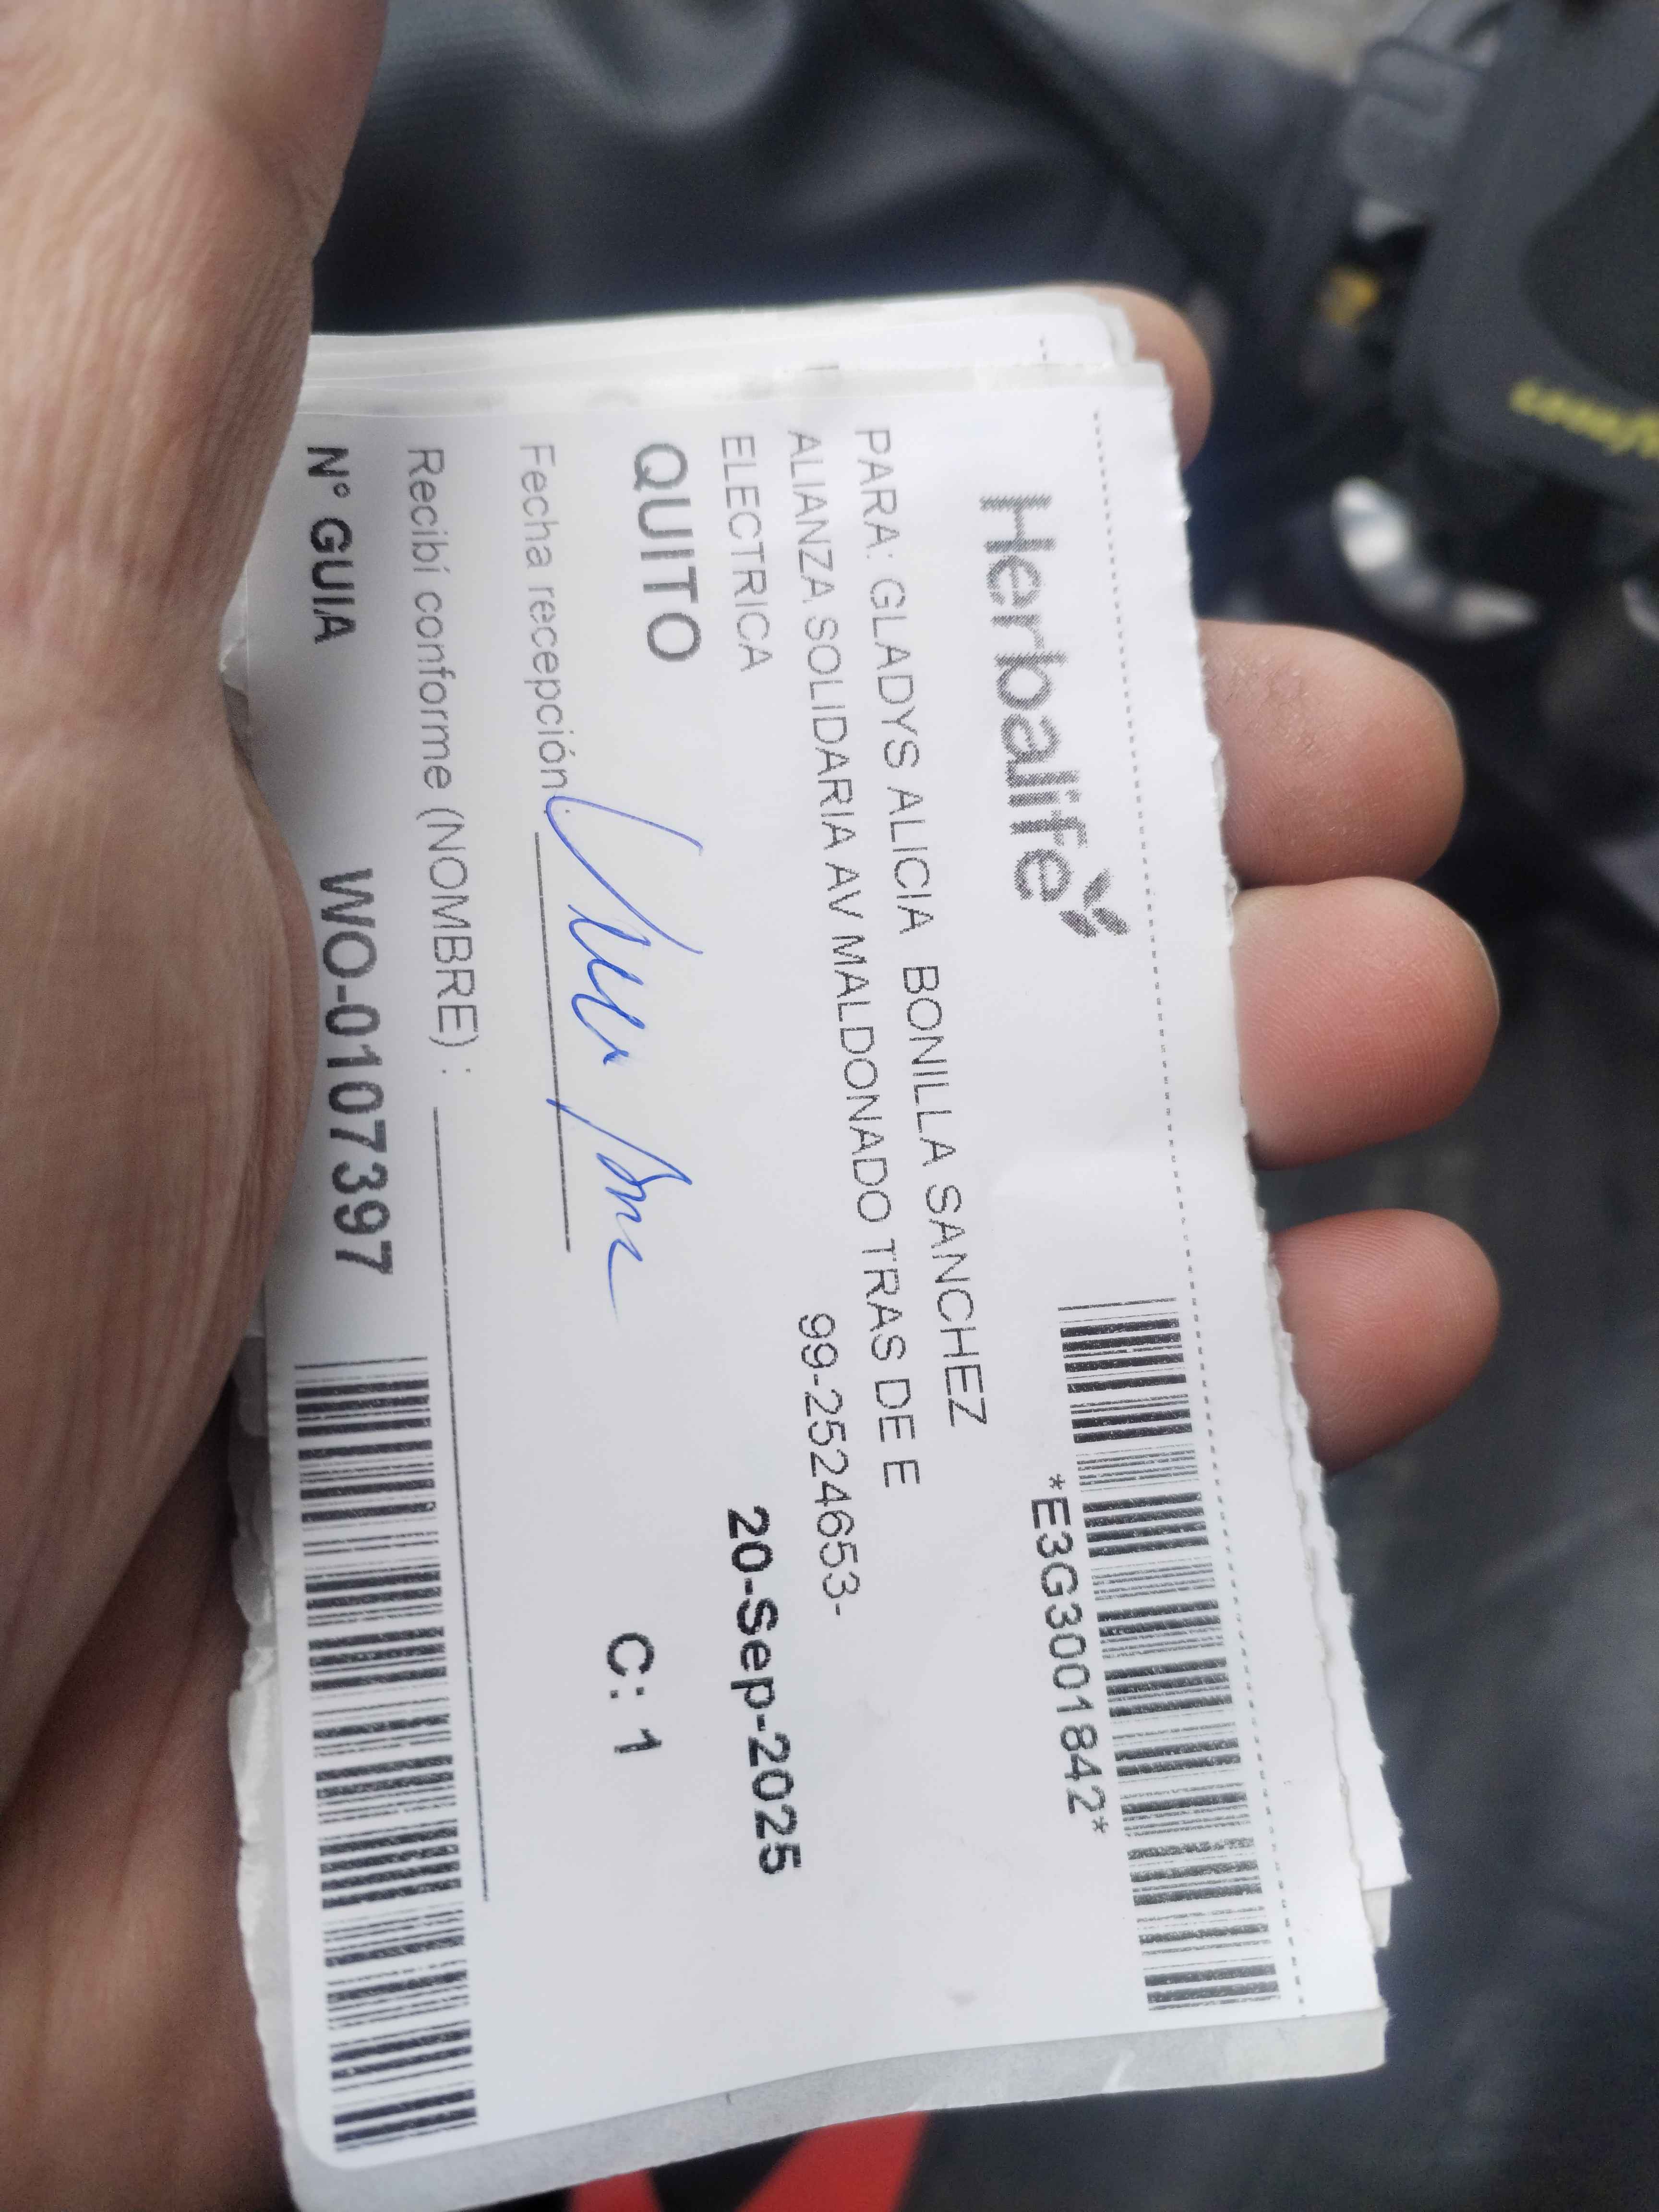 Herbalife
*E3G3001842*
PARA: GLADYS ALICIA BONILLA SANCHEZ
ALIANZA SOLIDARIA AV MALDONADO TRAS DE E
ELECTRICA
99-2524653-
QUITO
20-Sep-2025
C: 1
Fecha recepción
Recibí conforme (NOMBRE) :
N° GUIA WO-0107397